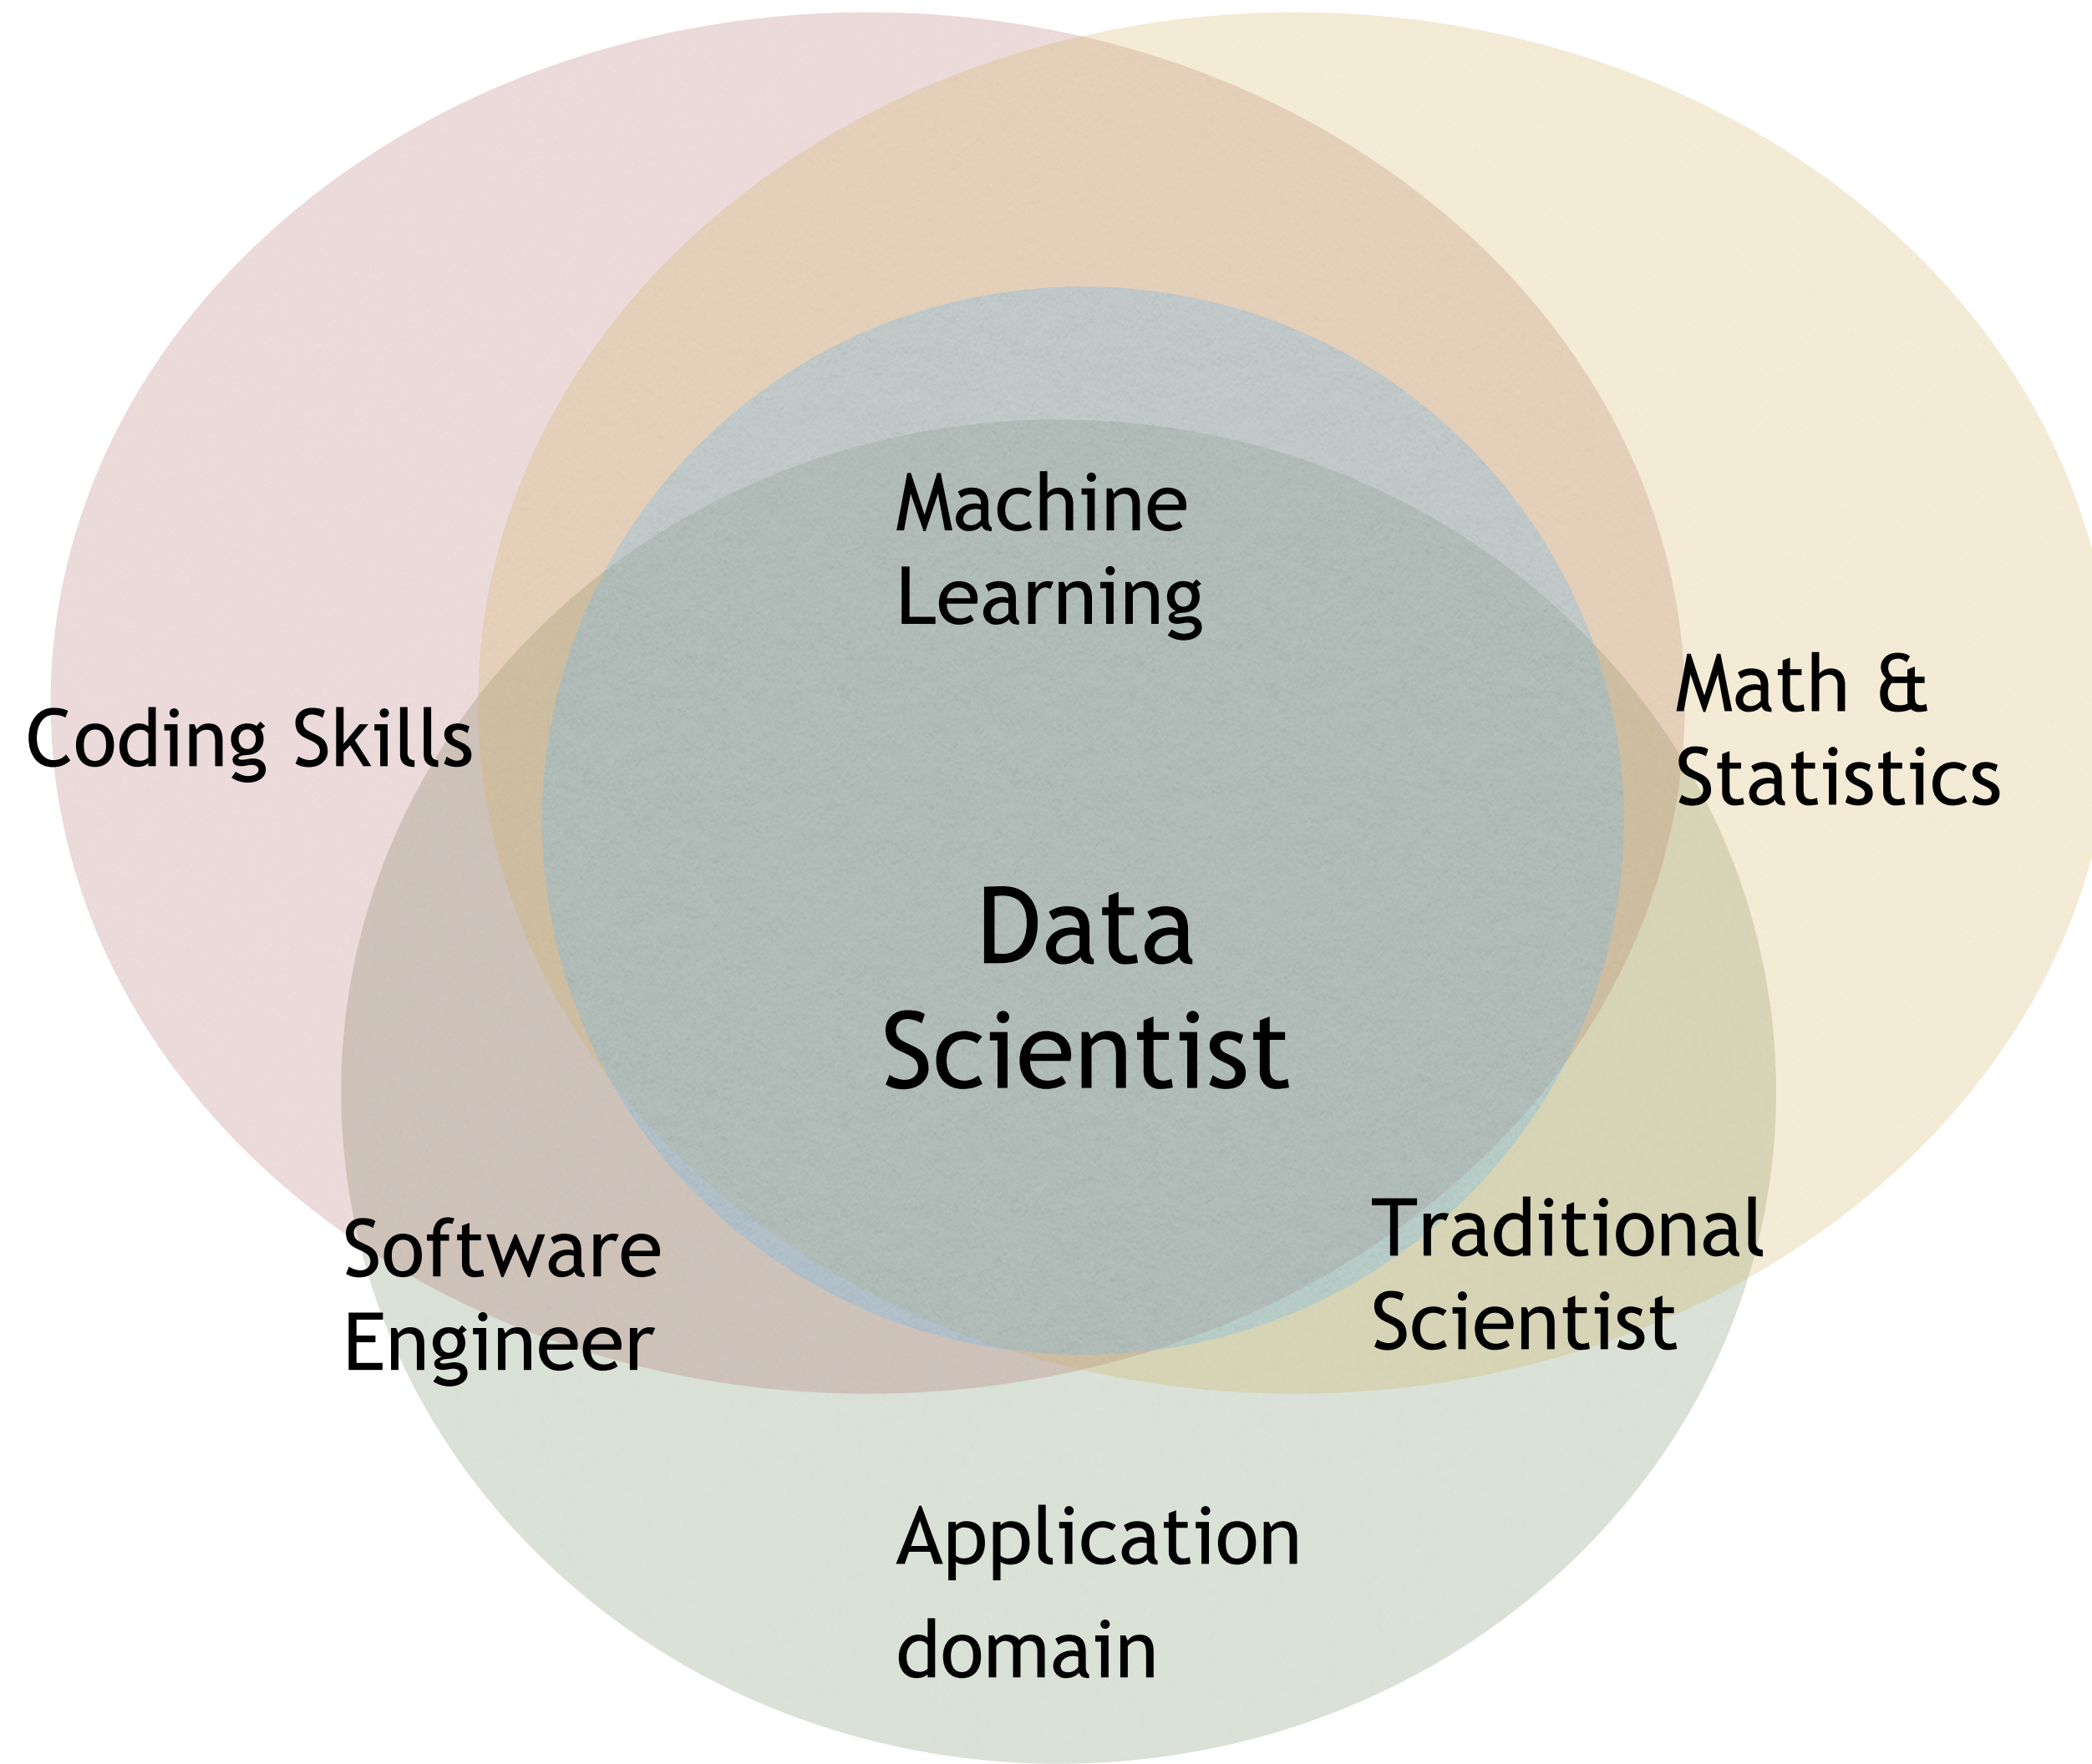 Machine
Learning
Coding Skills
Math &
Statistics
Data
Scientist
Software
Engineer
Traditional
Scientist
Application
domain